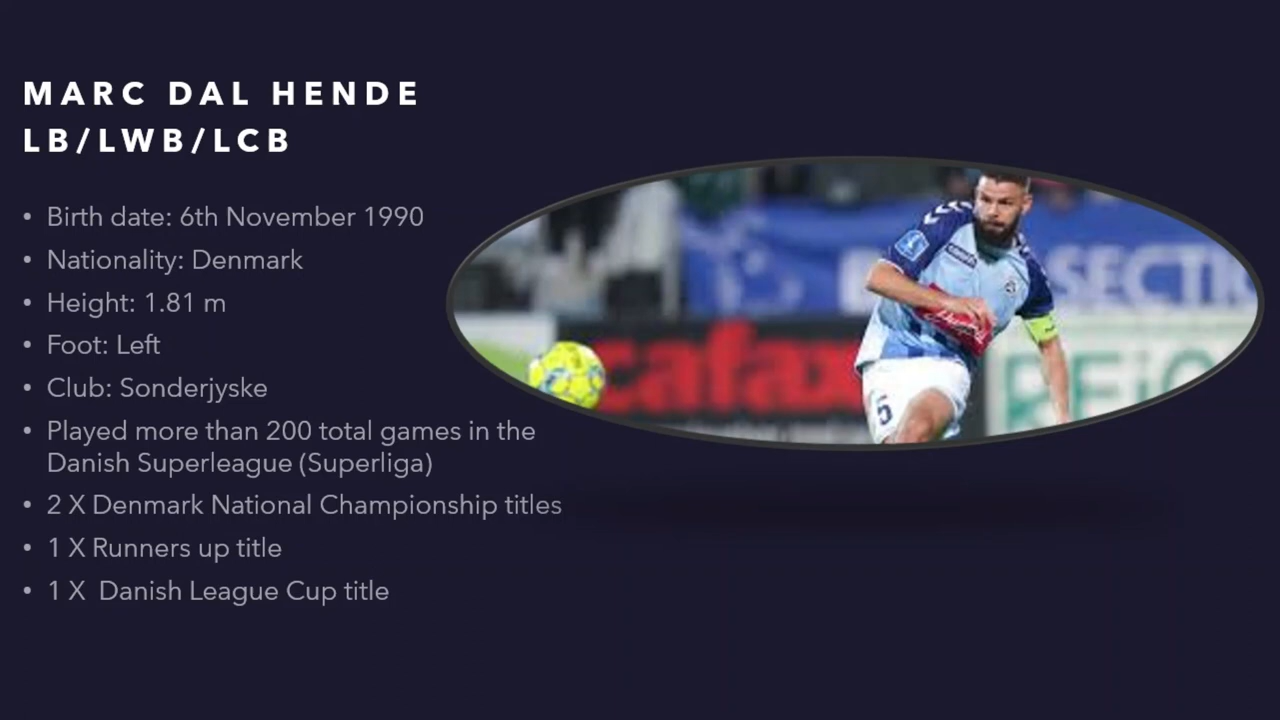 MARC DAL HENDE
LB/LWB/LCB
• Birth date: 6th November 1990
• Nationality: Denmark
• Height: 1.81 m
• Foot: Left
• Club: Sonderjyske
• Played more than 200 total games in the
Danish Superleague (Superliga)
• 2 X Denmark National Championship titles
• 1 X Runners up title
• 1 X  Danish League Cup title
SECTI
cafax
5